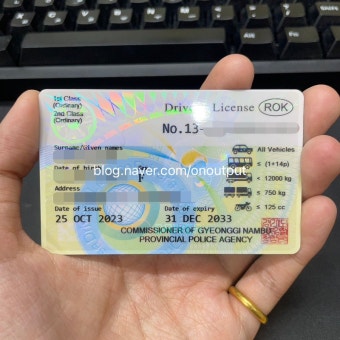 1st Class
(Ordinary)
2nd Class
(Ordinary)
Driver's License
ROK
No.13-
Surname/Given names
All Vehicles
≤ (1+14p)
Date of birth
blog.naver.com/onoutput
≤ 12000 kg
Address
≤ 750 kg
≤ 125 cc
Date of issue
Date of expiry
25 OCT 2023
31 DEC 2033
COMMISSIONER OF GYEONGGI NAMBU
PROVINCIAL POLICE AGENCY